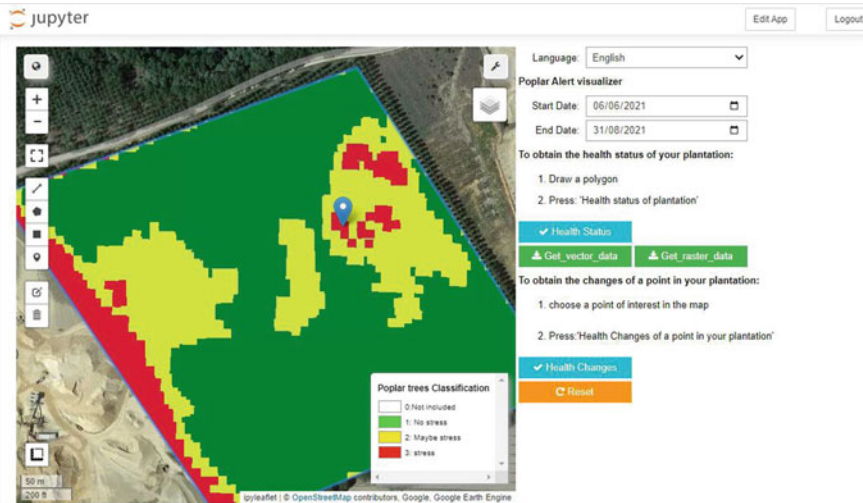 jupyter
Edit App
Logout
Language: English
Poplar Alert visualizer
Start Date: 06/06/2021
End Date: 31/08/2021
To obtain the health status of your plantation:
1. Draw a polygon
2. Press: 'Health status of plantation'
Health Status
Get_vector_data
Get_raster_data
To obtain the changes of a point in your plantation:
1. choose a point of interest in the map
2. Press:'Health Changes of a point in your plantation'
Health Changes
Reset
Poplar trees Classification
0:Not included
1: No stress
2: Maybe stress
3: stress
50 m
200 ft
ipyleaflet | © OpenStreetMap contributors, Google, Google Earth Engine